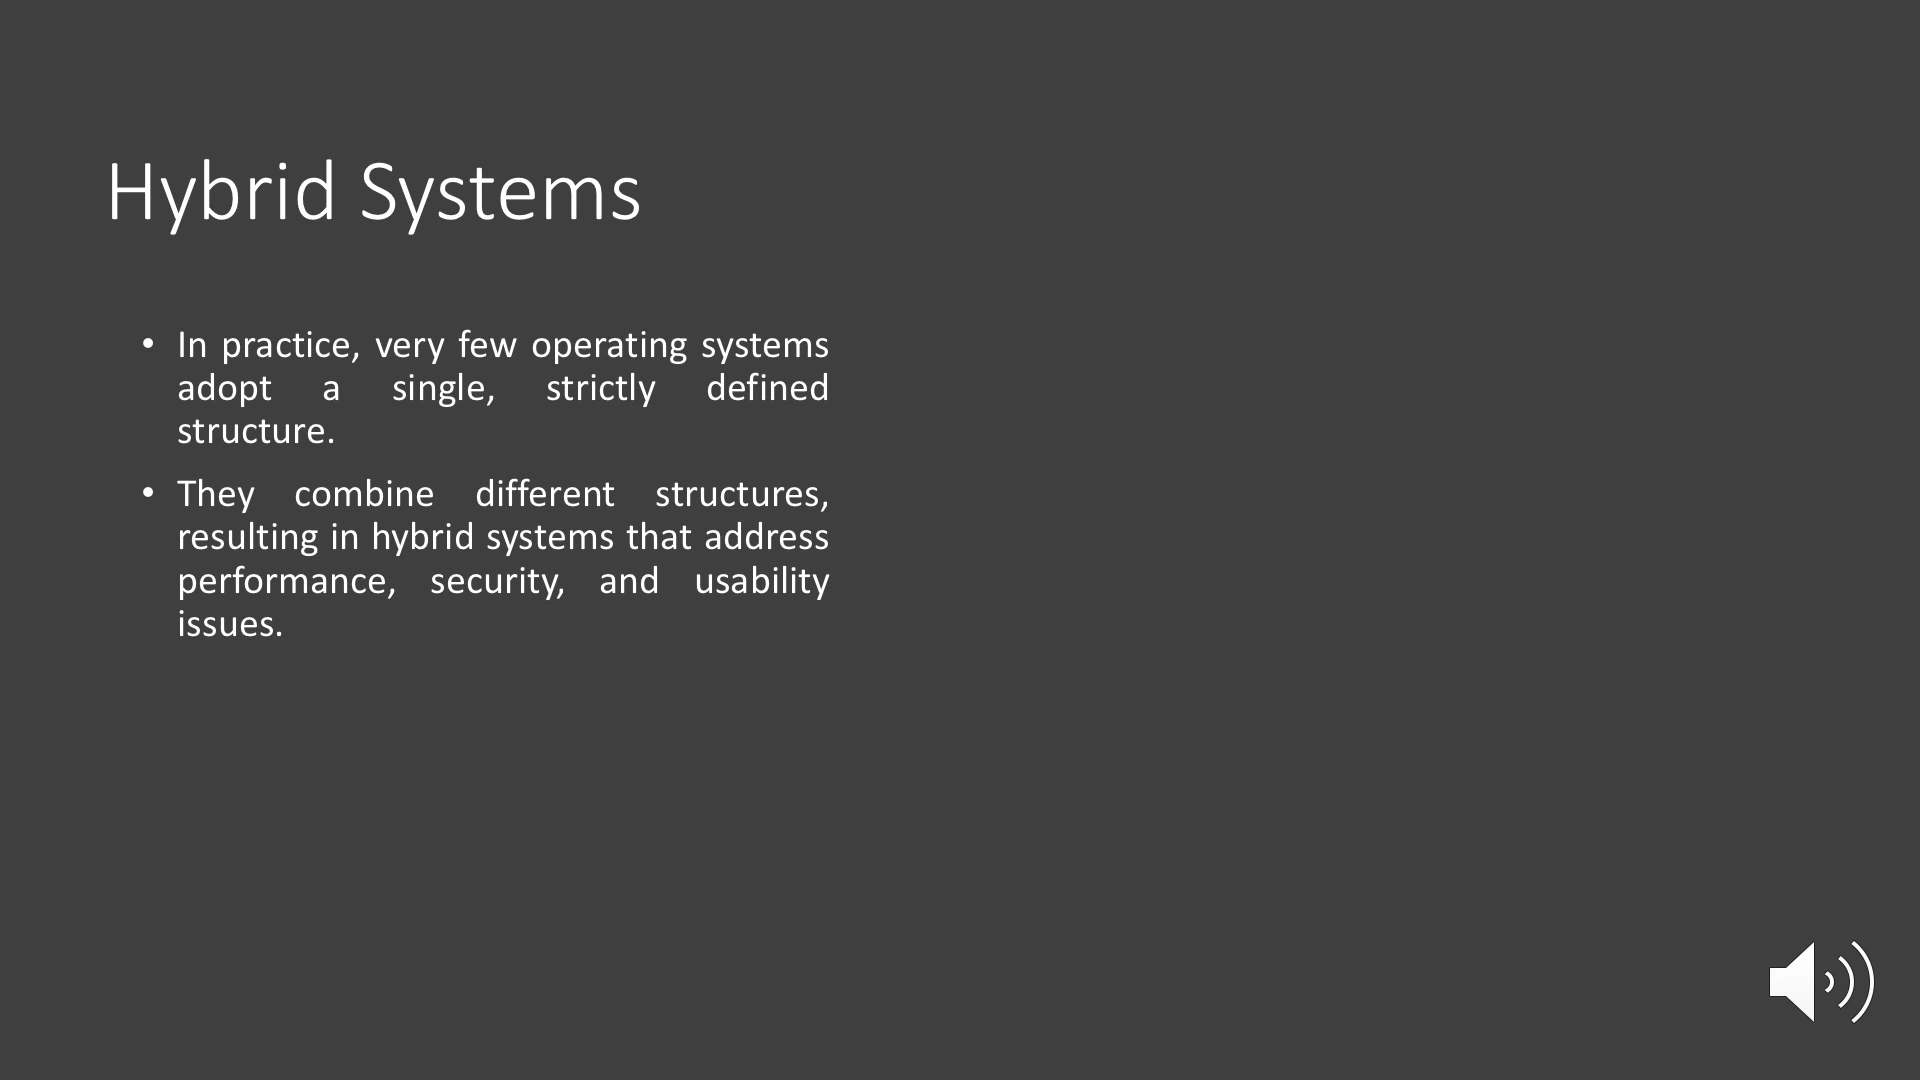 Hybrid Systems
• In practice, very few operating systems
adopt a single, strictly defined
structure.
• They combine different structures,
resulting in hybrid systems that address
performance, security, and usability
issues.